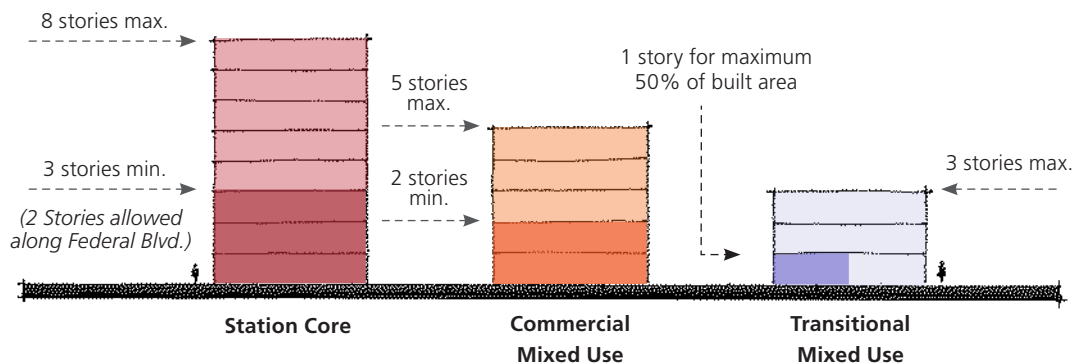 8 stories max.
3 stories min.
(2 Stories allowed
along Federal Blvd.)
5 stories
max.
2 stories
min.
1 story for maximum
50% of built area
3 stories max.
Station Core
Commercial
Mixed Use
Transitional
Mixed Use